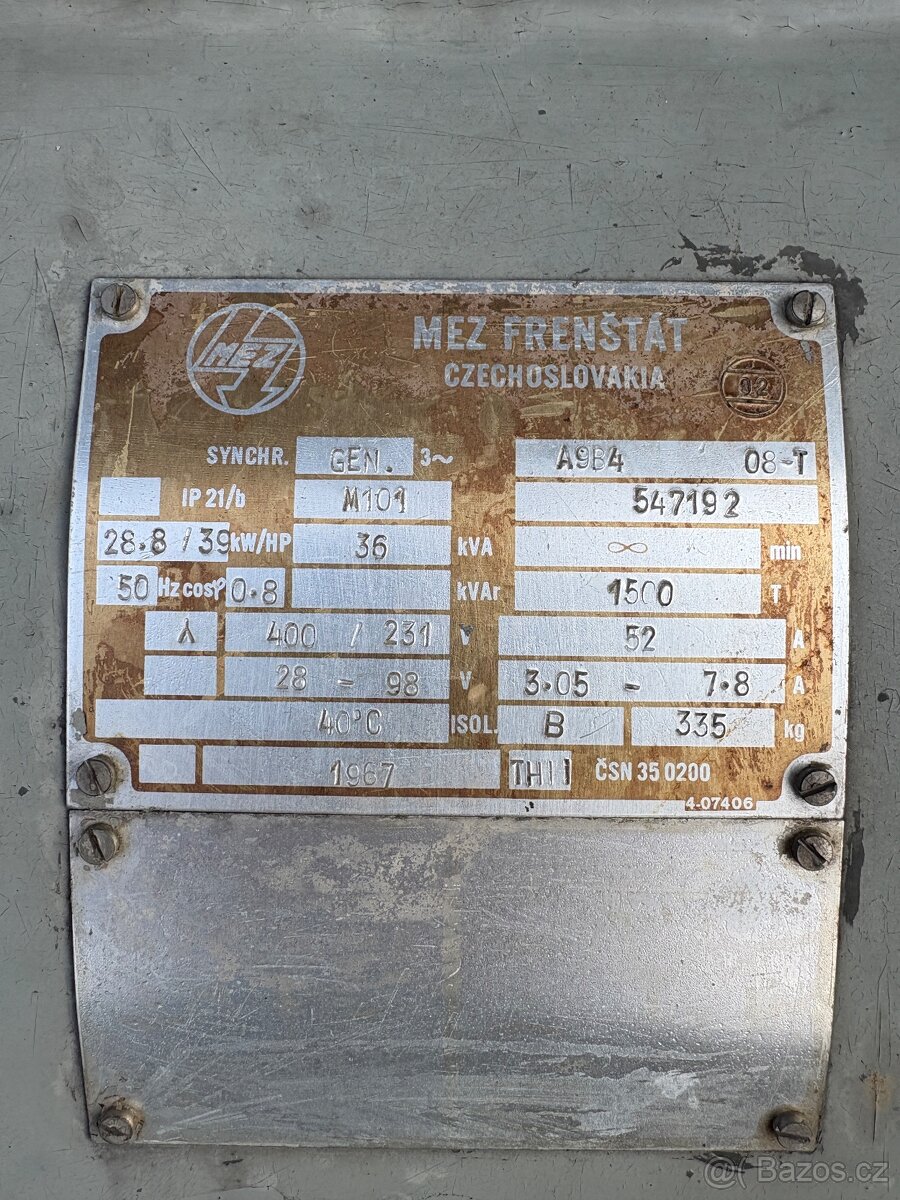 MEZ
MEZ FRENŠTÁT
CZECHOSLOVAKIA
02
SYNCHR. GEN. 3~ A9B4 08-T
IP 21/b M101 547192
28.8 / 39 kW/HP 36 kVA ∞ min
50 Hz cosφ 0.8 kVAr 1500 T
⅄ 400 / 231 V 52 A
28 - 98 V 3.05 - 7.8 A
40°C ISOL. B 335 kg
1967 TH11 ČSN 35 0200
4-07406
@ Bazos.cz